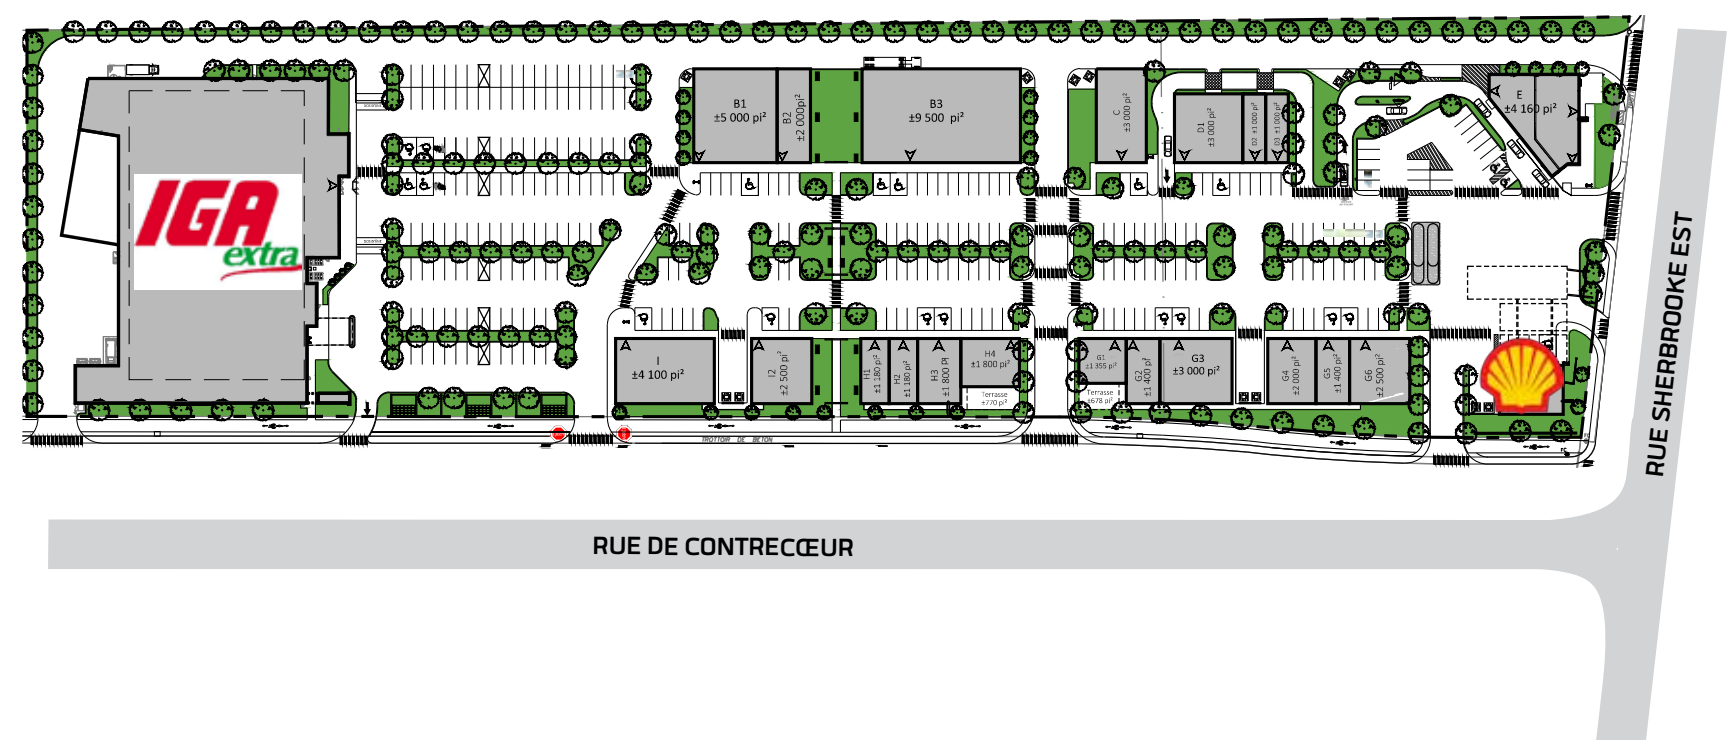 B1
±5 000 pi²
B2
±2 000pi²
B3
±9 500 pi²
C
±3 000 pi²
D1
±3 000 pi²
D2 ±1 000 pi²
D3 ±1 000 pi²
E
±4 160 pi²
IGA
extra
I
±4 100 pi²
I2
±2 500 pi²
H1
±1 180 pi²
H2
±1 180 pi²
H3
±1 800 pi²
H4
±1 800 pi²
Terrasse
±770 pi²
G1
±1 355 pi²
Terrasse
±678 pi²
G2
±1 400 pi²
G3
±3 000 pi²
G4
±2 000 pi²
G5
±1 400 pi²
G6
±2 500 pi²
TROTTOIR DE BETON
RUE SHERBROOKE EST
RUE DE CONTRECŒUR